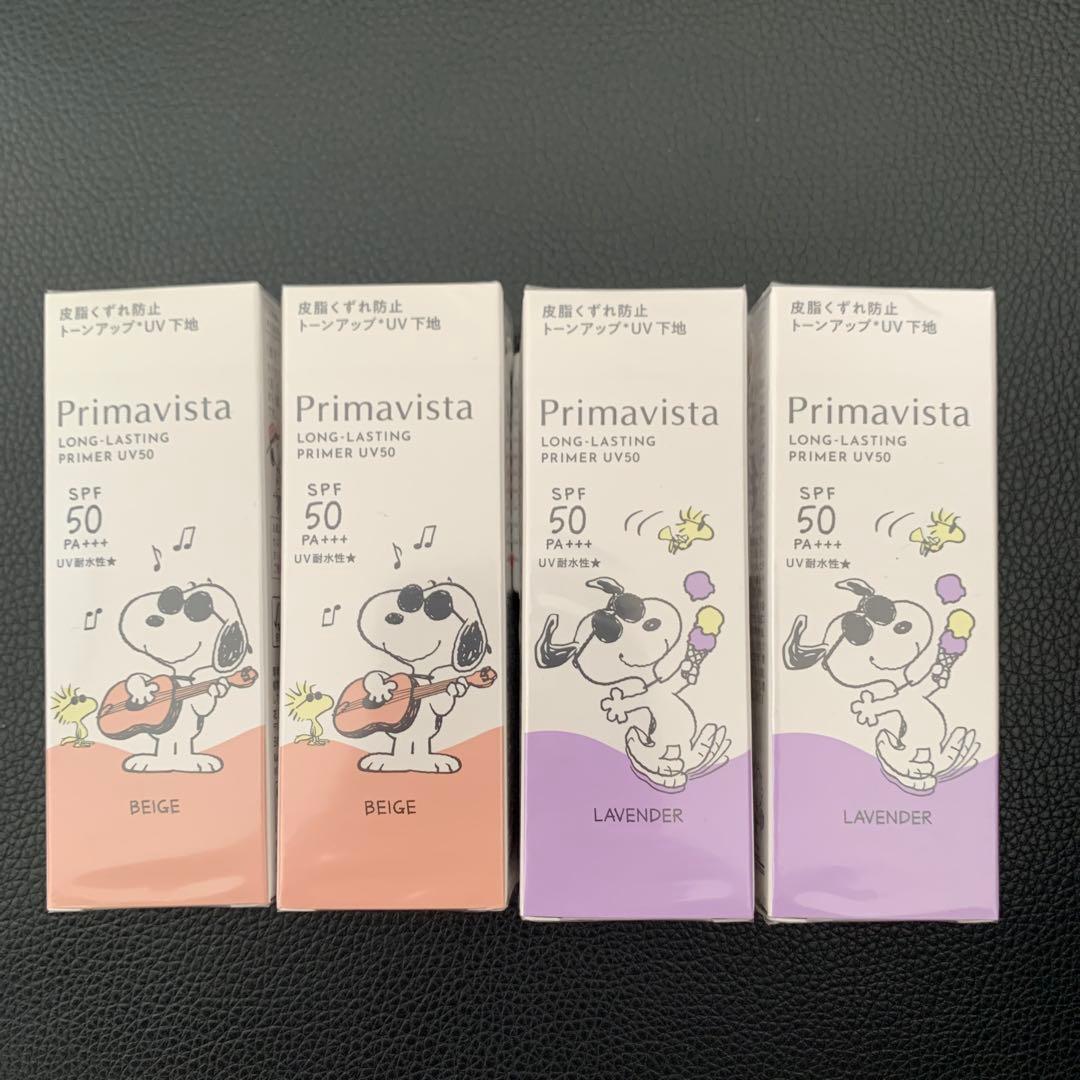 皮脂くずれ防止
トーンアップ*UV下地
Primavista
LONG-LASTING
PRIMER UV50
SPF
50
PA+++
UV耐水性★
BEIGE
皮脂くずれ防止
トーンアップ*UV下地
Primavista
LONG-LASTING
PRIMER UV50
SPF
50
PA+++
UV耐水性★
BEIGE
皮脂くずれ防止
トーンアップ*UV下地
Primavista
LONG-LASTING
PRIMER UV50
SPF
50
PA+++
UV耐水性★
LAVENDER
皮脂くずれ防止
トーンアップ*UV下地
Primavista
LONG-LASTING
PRIMER UV50
SPF
50
PA+++
UV耐水性★
LAVENDER